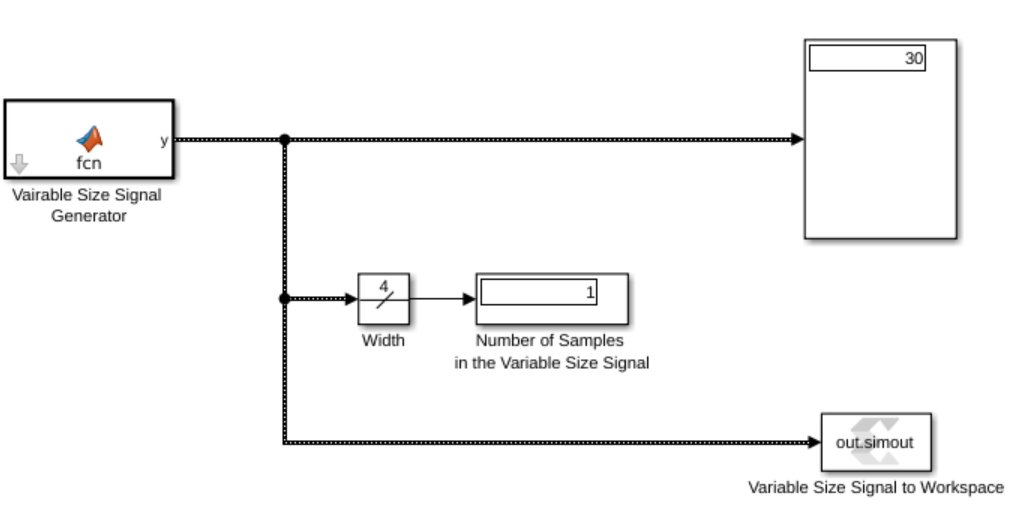 30
y
fcn
Vairable Size Signal
Generator
4
1
Width
Number of Samples
in the Variable Size Signal
out.simout
Variable Size Signal to Workspace